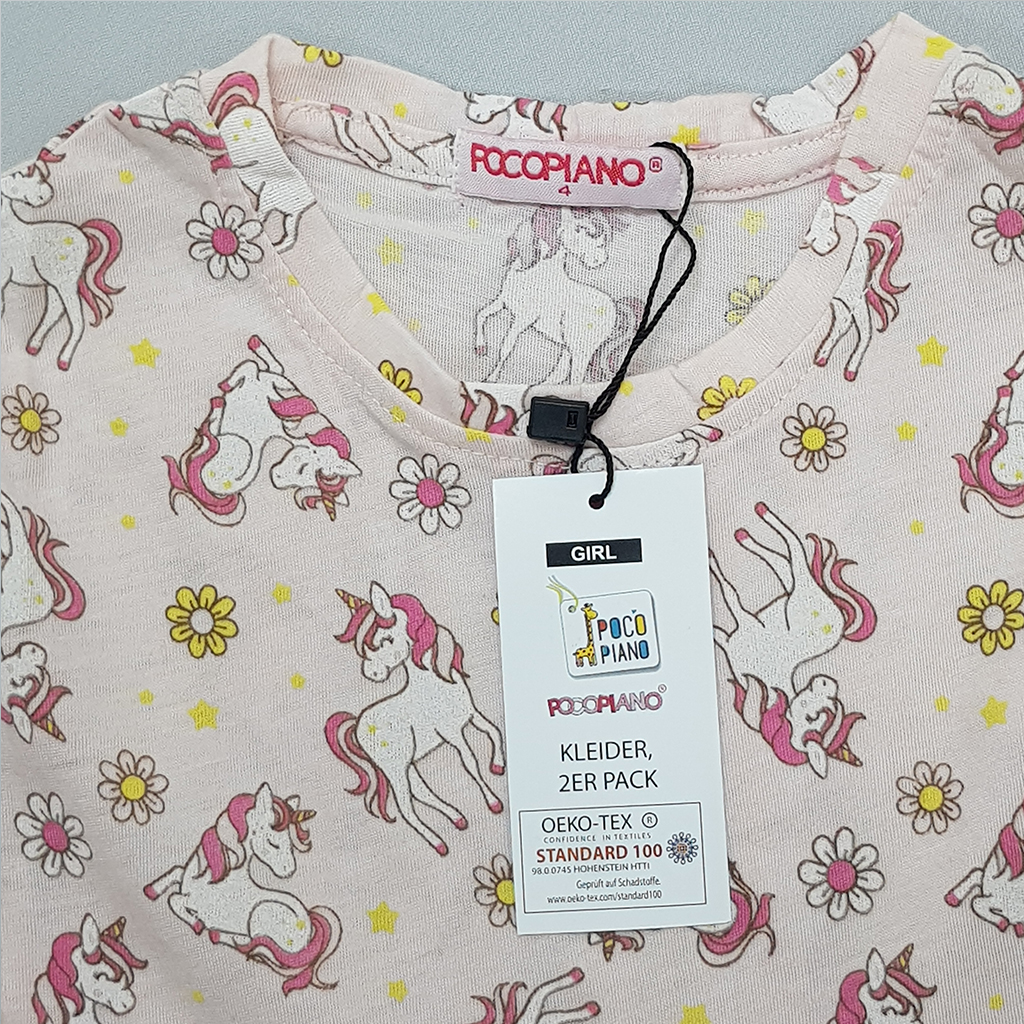 POCOPIANO®
4
GIRL
POCO
PIANO
POCOPIANO®
KLEIDER,
2ER PACK
OEKO-TEX ®
CONFIDENCE IN TEXTILES
STANDARD 100
98.0.0745 HOHENSTEIN HTTI
Geprüft auf Schadstoffe.
www.oeko-tex.com/standard100